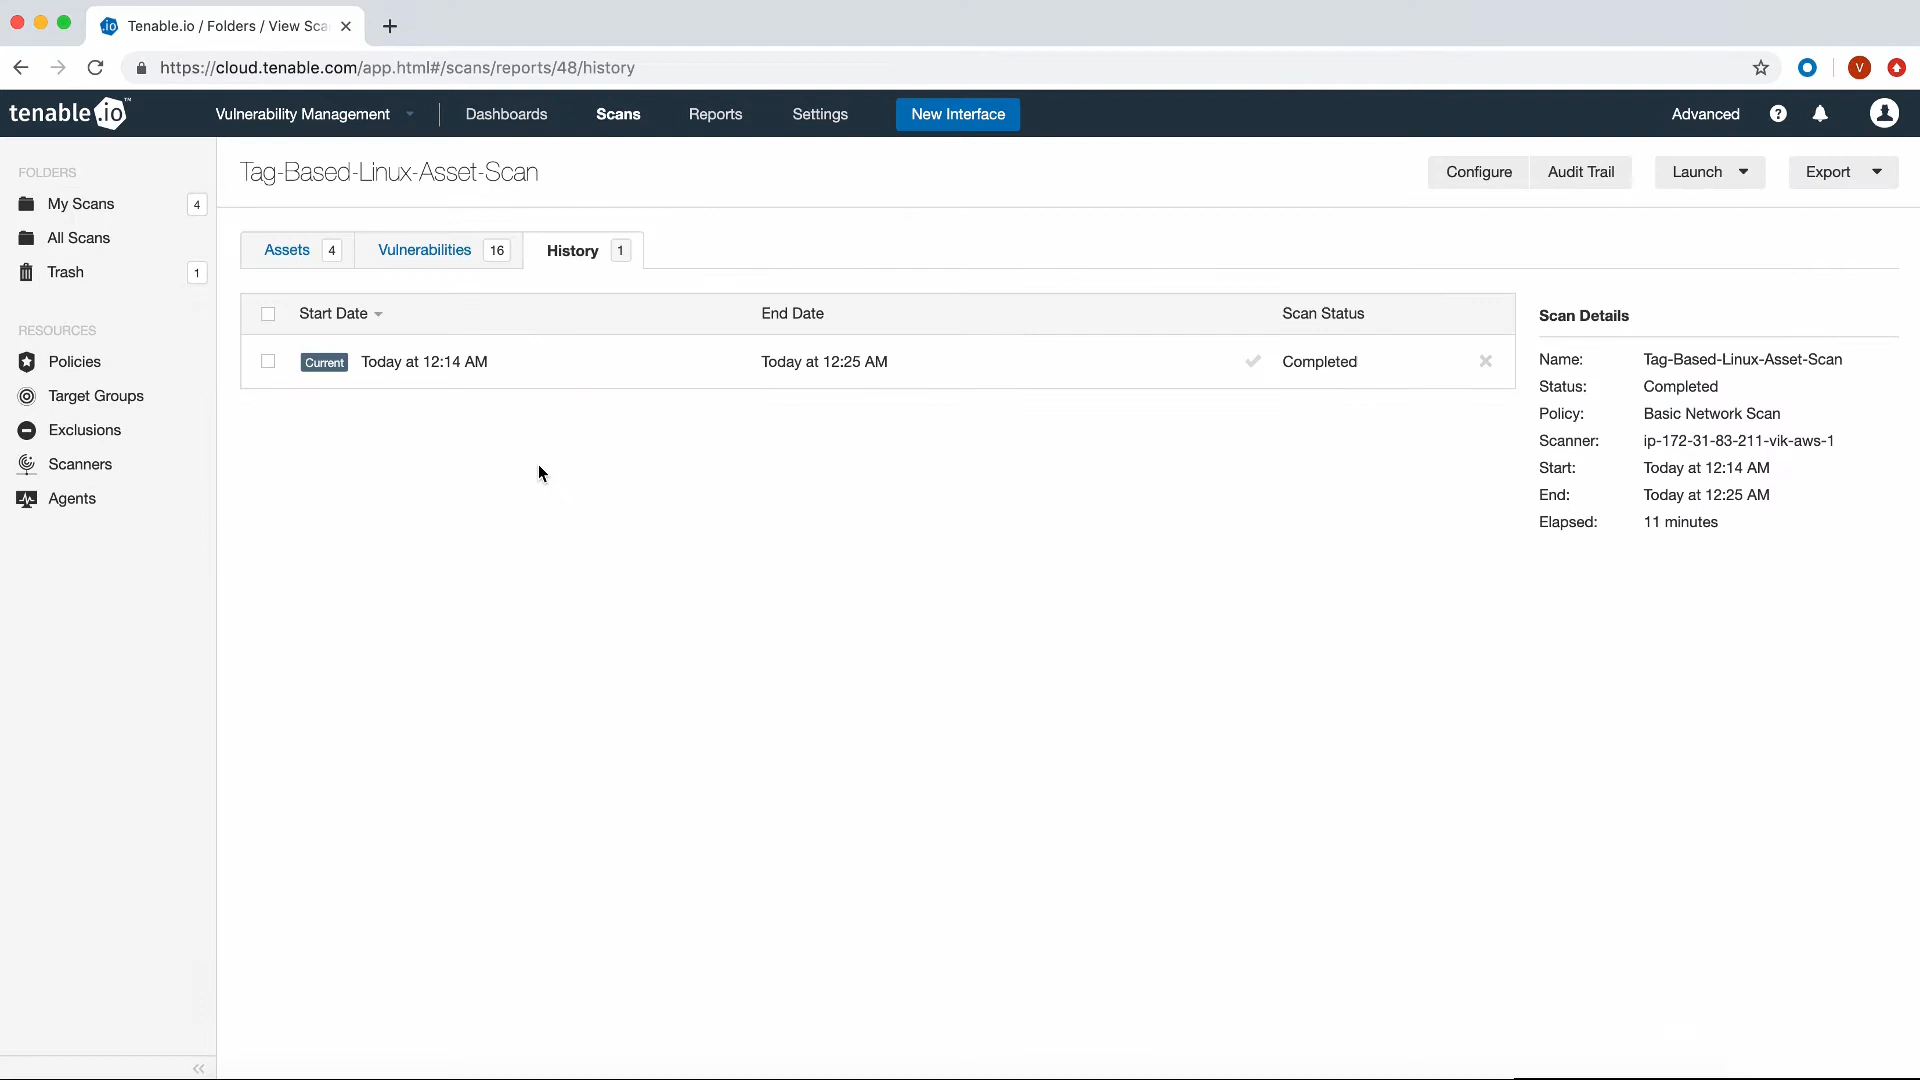 .io Tenable.io / Folders / View Sca
https://cloud.tenable.com/app.html#/scans/reports/48/history
V
tenable.io™ Vulnerability Management Dashboards Scans Reports Settings New Interface Advanced ?
FOLDERS
My Scans 4
All Scans
Trash 1
RESOURCES
Policies
Target Groups
Exclusions
Scanners
Agents
Tag-Based-Linux-Asset-Scan
Configure Audit Trail Launch Export
Assets 4 Vulnerabilities 16 History 1
Start Date End Date Scan Status
Current Today at 12:14 AM Today at 12:25 AM Completed
Scan Details
Name: Tag-Based-Linux-Asset-Scan
Status: Completed
Policy: Basic Network Scan
Scanner: ip-172-31-83-211-vik-aws-1
Start: Today at 12:14 AM
End: Today at 12:25 AM
Elapsed: 11 minutes